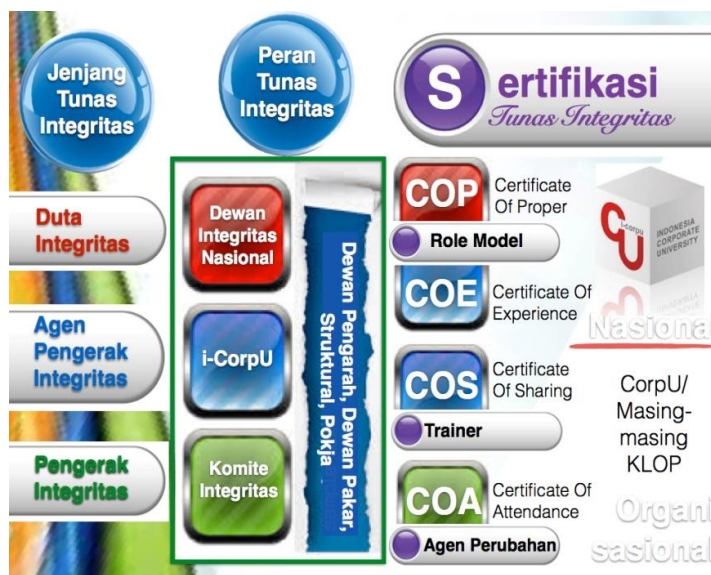 Jenjang
Tunas
Integritas
Peran
Tunas
Integritas
S ertifikasi
Tunas Integritas
Duta
Integritas
Agen
Pengerak
Integritas
Pengerak
Integritas
Dewan
Integritas
Nasional
i-CorpU
Komite
Integritas
Dewan Pengarah, Dewan Pakar,
Struktural, Pokja
COP
Certificate
Of Proper
Role Model
COE
Certificate Of
Experience
COS
Certificate
Of Sharing
Trainer
COA
Certificate Of
Attendance
Agen Perubahan
i-corpu
CU
INDONESIA
CORPORATE
UNIVERSITY
Nasional
CorpU/
Masing-
masing
KLOP
Organi
sasional